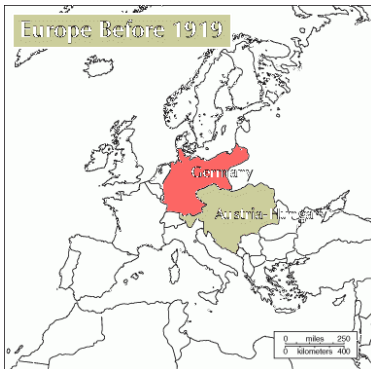 Europe Before 1919
Germany
Austria-Hungary
0 miles 250
0 kilometers 400